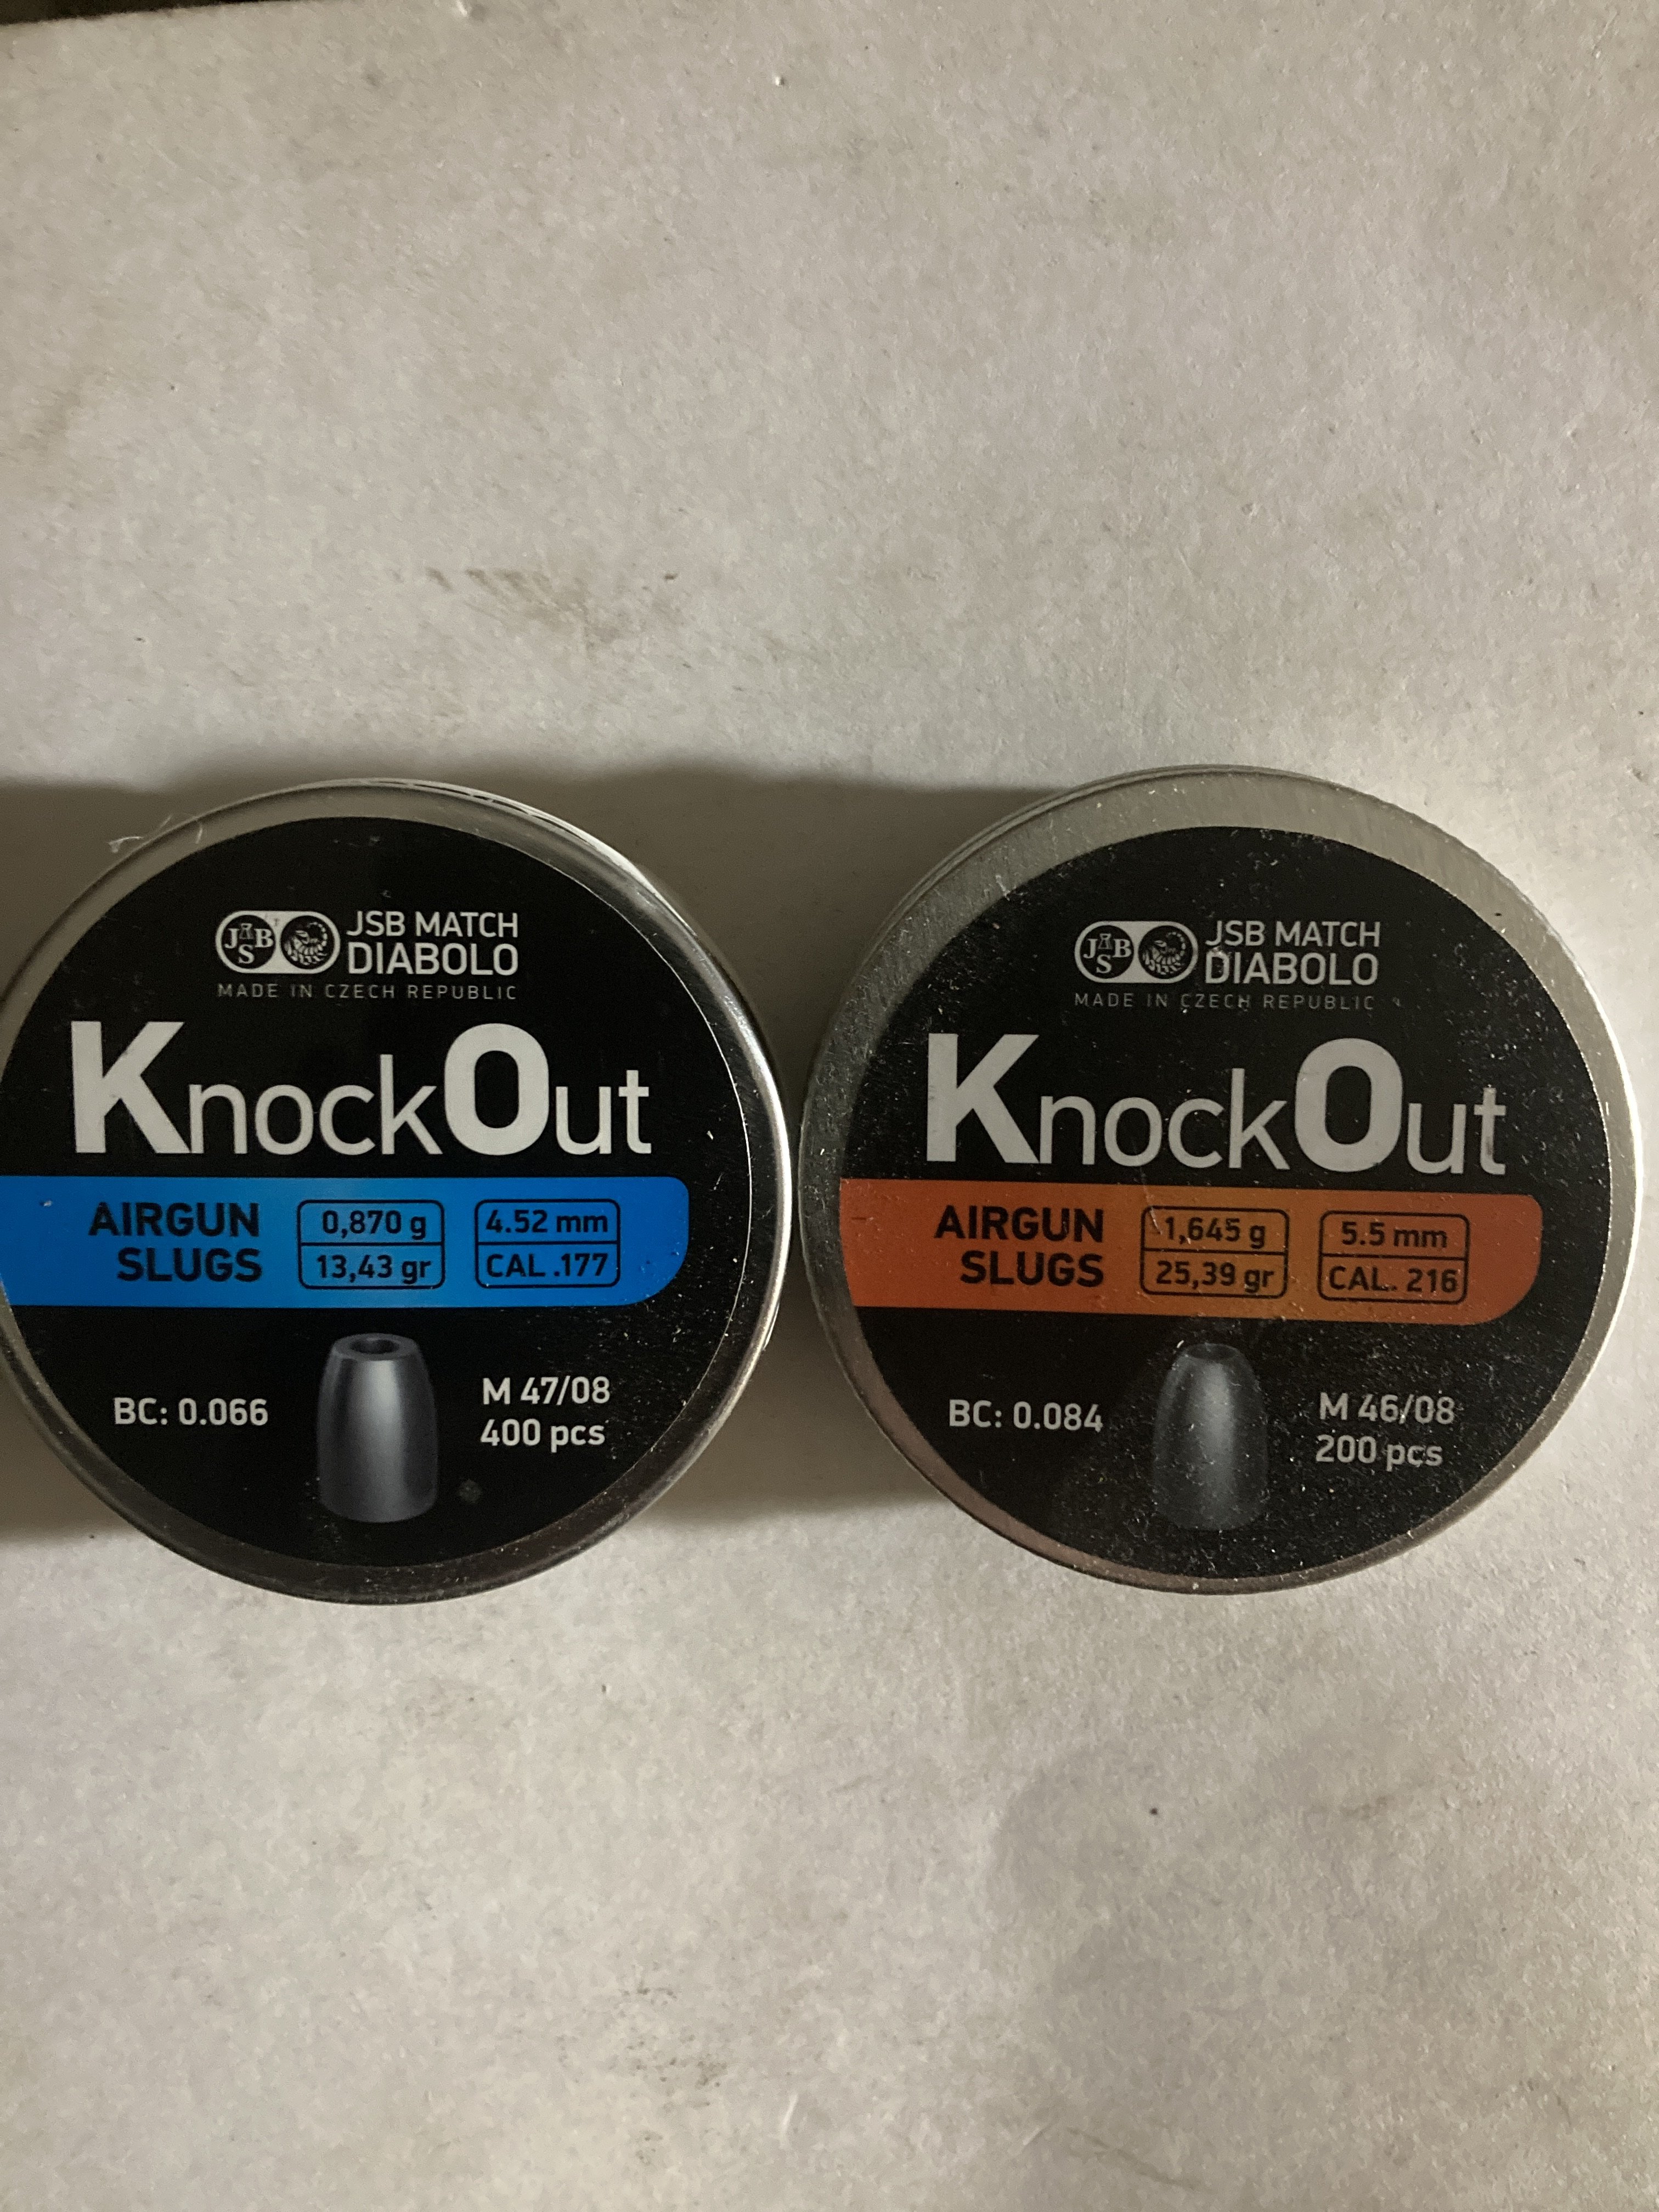 JSB
JSB MATCH
DIABOLO
MADE IN CZECH REPUBLIC
KnockOut
AIRGUN
SLUGS
0,870 g
13,43 gr
4.52 mm
CAL .177
BC: 0.066
M 47/08
400 pcs
JSB
JSB MATCH
DIABOLO
MADE IN CZECH REPUBLIC
KnockOut
AIRGUN
SLUGS
1,645 g
25,39 gr
5.5 mm
CAL. 216
BC: 0.084
M 46/08
200 pcs